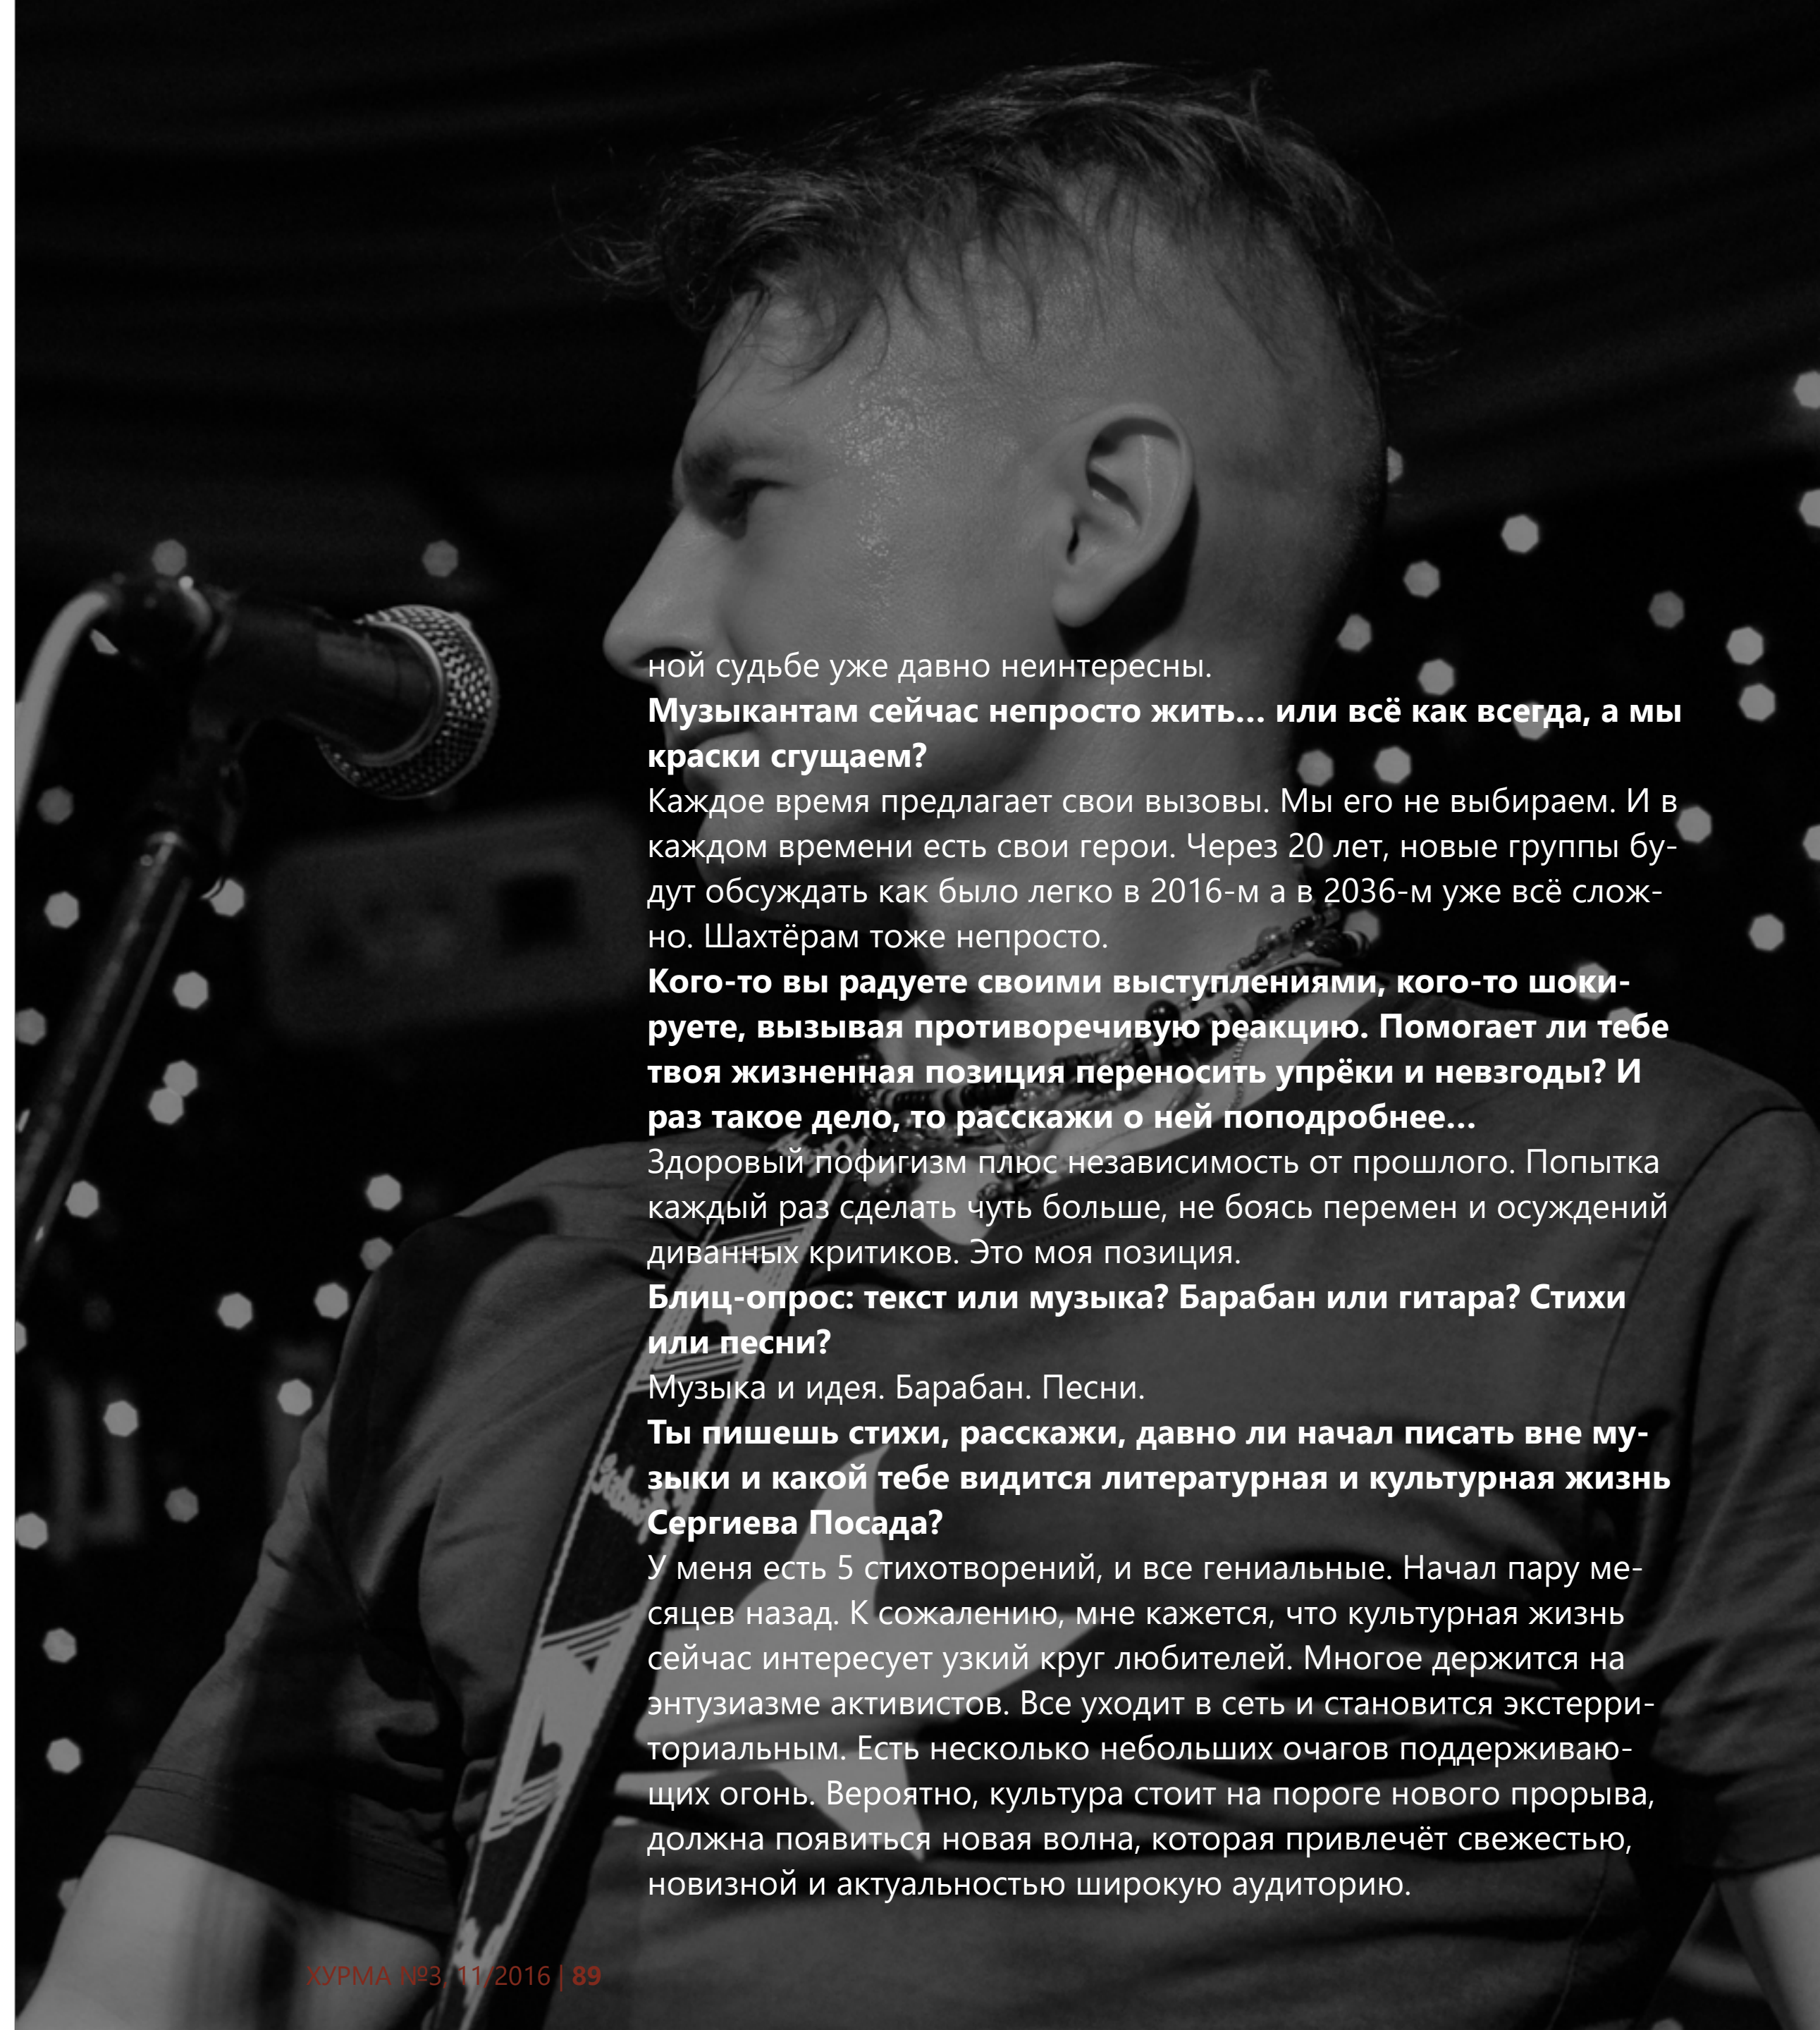 ной судьбе уже давно неинтересны.
Музыкантам сейчас непросто жить... или всё как всегда, а мы
краски сгущаем?
Каждое время предлагает свои вызовы. Мы его не выбираем. И в
каждом времени есть свои герои. Через 20 лет, новые группы бу-
дут обсуждать как было легко в 2016-м а в 2036-м уже всё слож-
но. Шахтёрам тоже непросто.
Кого-то вы радуете своими выступлениями, кого-то шоки-
руете, вызывая противоречивую реакцию. Помогает ли тебе
твоя жизненная позиция переносить упрёки и невзгоды? И
раз такое дело, то расскажи о ней поподробнее...
Здоровый пофигизм плюс независимость от прошлого. Попытка
каждый раз сделать чуть больше, не боясь перемен и осуждений
диванных критиков. Это моя позиция.
Блиц-опрос: текст или музыка? Барабан или гитара? Стихи
или песни?
Музыка и идея. Барабан. Песни.
Ты пишешь стихи, расскажи, давно ли начал писать вне му-
зыки и какой тебе видится литературная и культурная жизнь
Сергиева Посада?
У меня есть 5 стихотворений, и все гениальные. Начал пару ме-
сяцев назад. К сожалению, мне кажется, что культурная жизнь
сейчас интересует узкий круг любителей. Многое держится на
энтузиазме активистов. Все уходит в сеть и становится экстерри-
ториальным. Есть несколько небольших очагов поддерживаю-
щих огонь. Вероятно, культура стоит на пороге нового прорыва,
должна появиться новая волна, которая привлечёт свежестью,
новизной и актуальностью широкую аудиторию.
ХУРМА №3, 11/2016 | 89